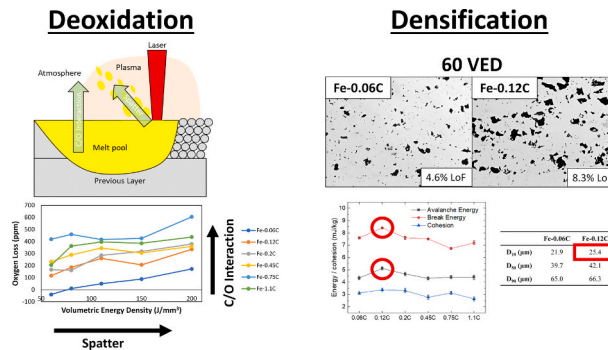 Deoxidation
Densification
Laser
Plasma
Atmosphere
C/O Interaction
Melt pool
Previous Layer
60 VED
Fe-0.06C
Fe-0.12C
4.6% LoF
8.3% LoF
Oxygen Loss (ppm)
700
600
500
400
300
200
100
0
-100
50
100
150
200
Volumetric Energy Density (J/mm³)
Fe-0.06C
Fe-0.12C
Fe-0.2C
Fe-0.45C
Fe-0.75C
Fe-1.1C
C/O Interaction
Spatter
Energy / cohesion (mJ/kg)
Avalanche Energy
Break Energy
Cohesion
10
9
8
7
6
5
4
3
2
0.06C
0.12C
0.2C
0.45C
0.75C
1.1C
Fe-0.06C Fe-0.12C
D₁₀ (µm) 21.9 25.4
D₅₀ (µm) 39.7 42.1
D₉₀ (µm) 65.0 66.3